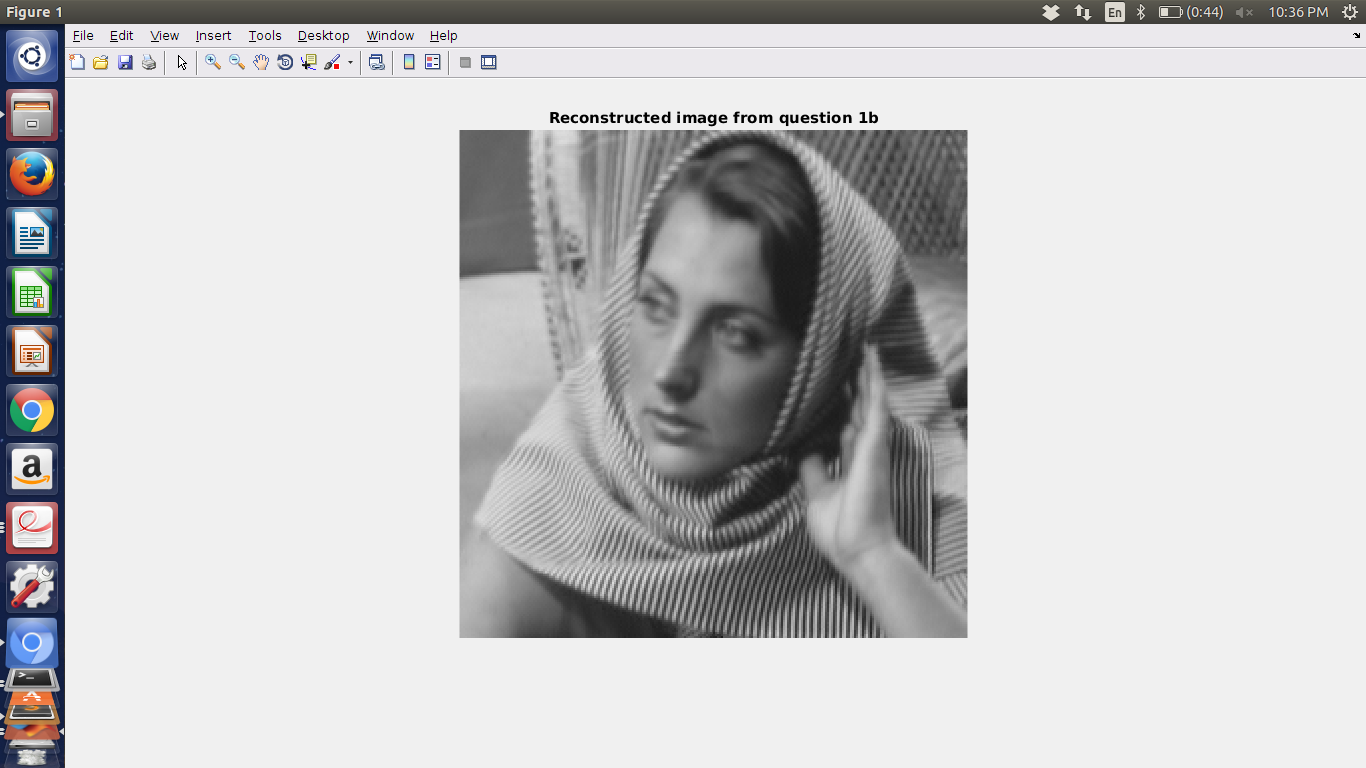 Figure 1
En
(0:44)
10:36 PM
File Edit View Insert Tools Desktop Window Help
Reconstructed image from question 1b
a
>_